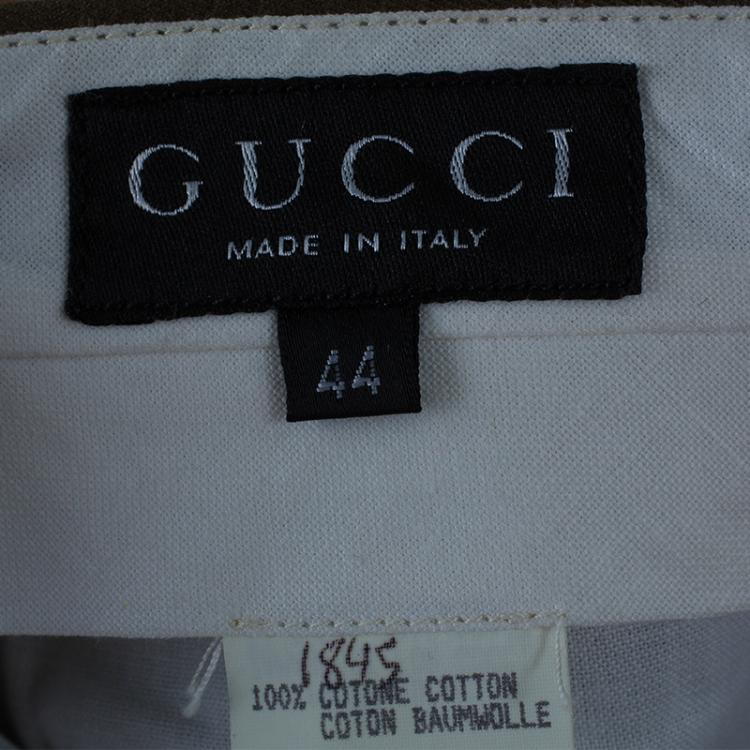 GUCCI
MADE IN ITALY
44
1845
100% COTONE COTTON
COTON BAUMWOLLE